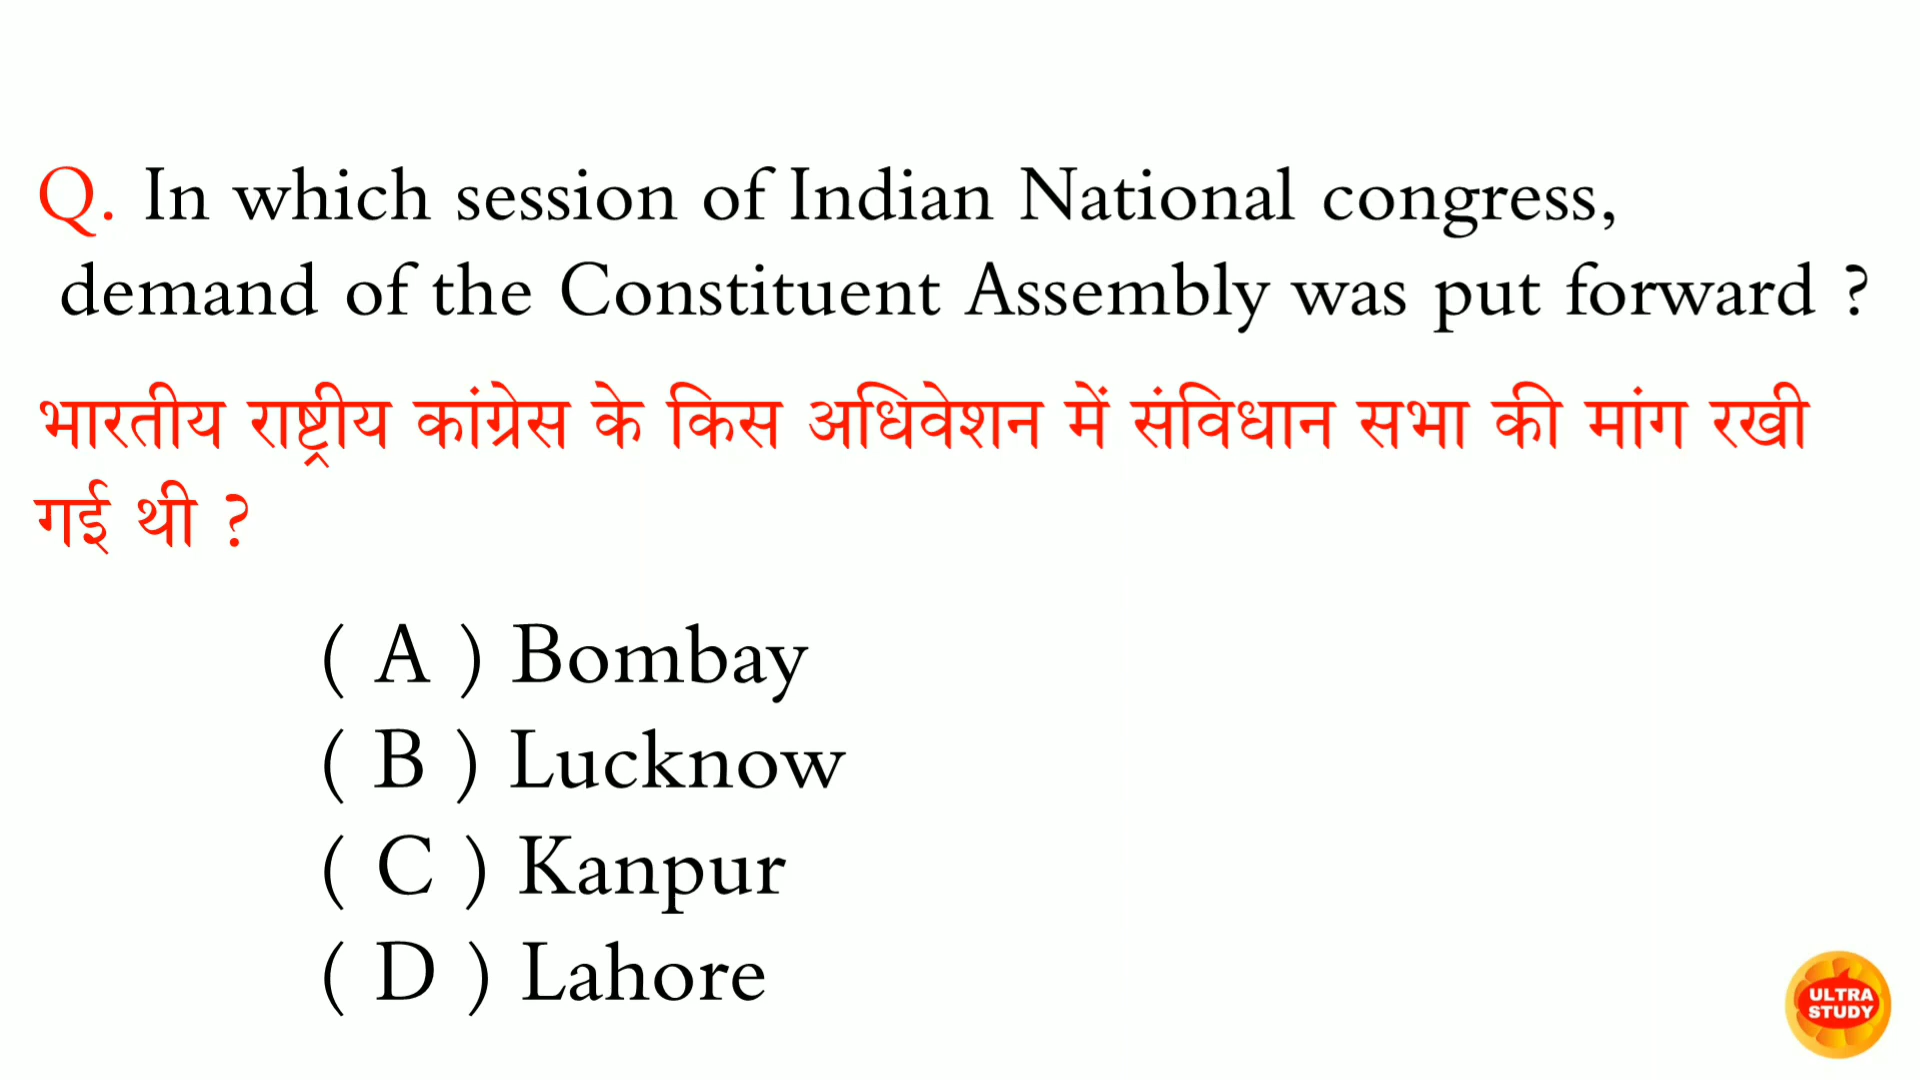 Q. In which session of Indian National congress,
demand of the Constituent Assembly was put forward ?
भारतीय राष्ट्रीय कांग्रेस के किस अधिवेशन में संविधान सभा की मांग रखी
गई थी ?
( A ) Bombay
( B ) Lucknow
( C ) Kanpur
( D ) Lahore
ULTRA
STUDY